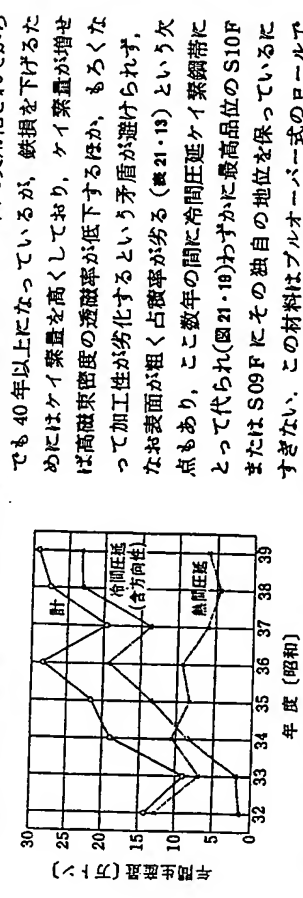 でも40年以上になっているが，鉄損を下げるた
めにはケイ素量を高くしており，ケイ素量が増せ
ば高磁束密度の透磁率が低下するほか，もろくな
って加工性が劣化するという矛盾が避けられず，
なお表面が粗く占積率が劣る(表21・13)という欠
点もあり，ここ数年の間に冷間圧延ケイ素鋼帯に
とって代られ(図21・18)わずかに最高品位のS10F
またはS09Fにその独自の地位を保っているに
すぎない．この材料はプルオーバー式のロールで
年間生産量〔万トン〕
30
25
20
15
10
5
0
計
冷間圧延
(含方向性)
熱間圧延
32 33 34 35 36 37 38 39
年度〔昭和〕